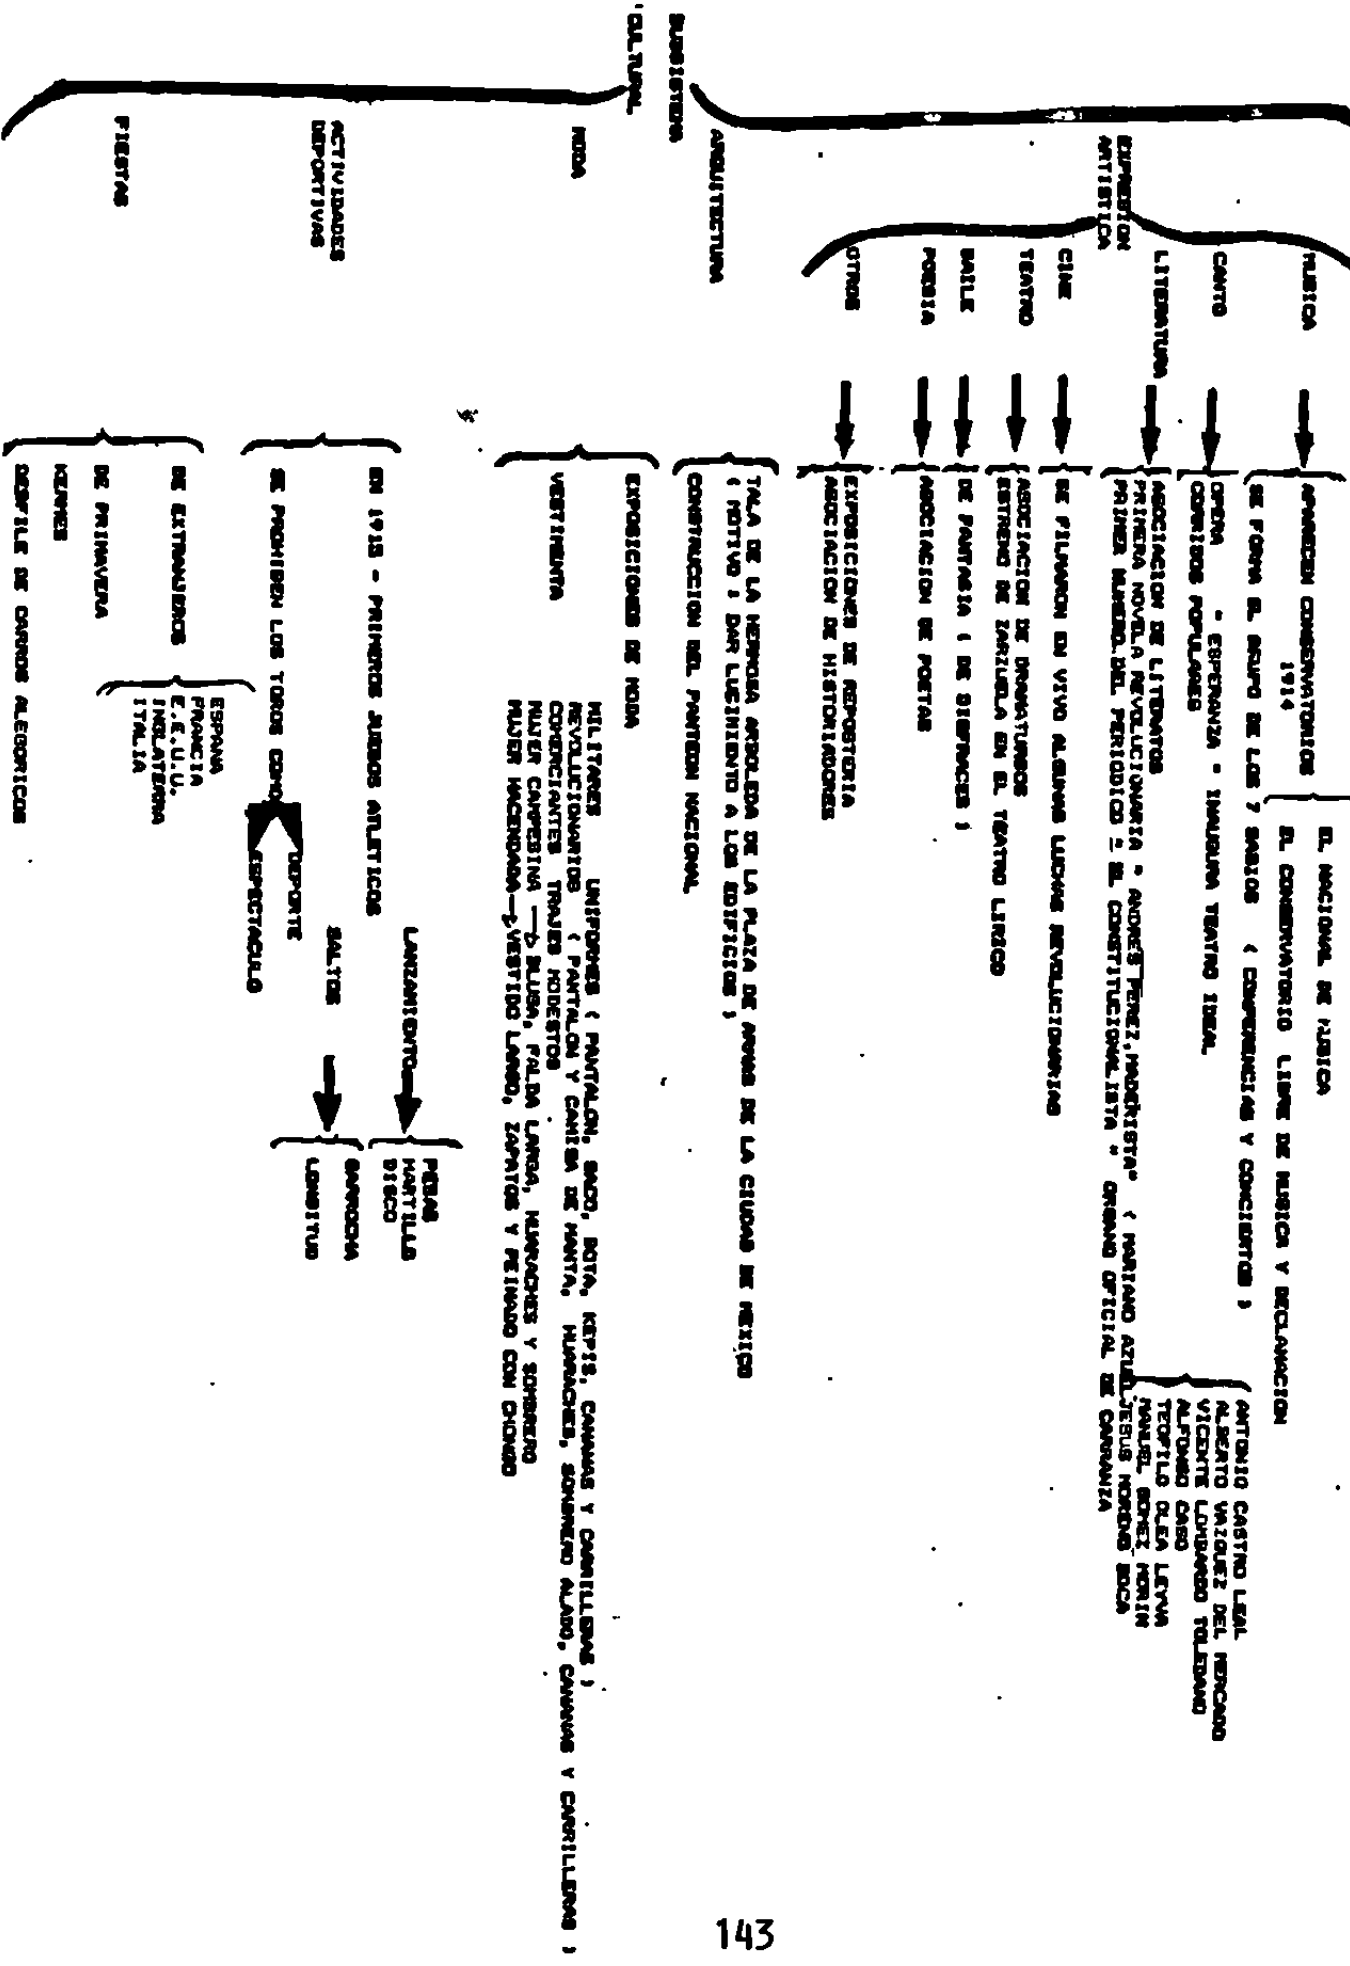 SUBSISTEMA
CULTURAL
EXPRESION
ARTISTICA
MUSICA
APARECEN CONSERVATORIOS
1914
EL NACIONAL DE MUSICA
EL CONSERVATORIO LIBRE DE MUSICA Y DECLAMACION
SE FORMA EL GRUPO DE LOS 7 SABIOS ( CONFERENCIAS Y CONCIERTOS )
ANTONIO CASTRO LEAL
ALBERTO VAZQUEZ DEL MERCADO
VICENTE LOMBARDO TOLEDANO
ALFONSO CASO
TEOFILO OLEA LEYVA
MANUEL GOMEZ MORIN
JESUS MORENO BOCA
CANTO
OPERA " ESPERANZA " INAUGURA TEATRO IDEAL
CORRIDOS POPULARES
LITERATURA
ASOCIACION DE LITERATOS
PRIMERA NOVELA REVOLUCIONARIA " ANDRES PEREZ, MADERISTA" ( MARIANO
PRIMER NUMERO DEL PERIODICO " EL CONSTITUCIONALISTA " ORGANO OFICIAL DE CARRANZA
CINE
SE FILMARON EN VIVO ALGUNAS LUCHAS REVOLUCIONARIAS
TEATRO
ASOCIACION DE DRAMATURGOS
ESTRENO DE ZARZUELA EN EL TEATRO LIRICO
BAILE
DE FANTASIA ( DE DISFRACES )
POESIA
ASOCIACION DE POETAS
OTROS
EXPOSICIONES DE REPOSTERIA
ASOCIACION DE HISTORIADORES
ARQUITECTURA
TALA DE LA HERMOSA ARBOLEDA DE LA PLAZA DE ARMAS DE LA CIUDAD DE MEXICO
( MOTIVO : DAR LUCIMIENTO A LOS EDIFICIOS )
CONSTRUCCION DEL PANTEON NACIONAL
MODA
EXPOSICIONES DE MODA
VESTIMENTA
MILITARES UNIFORMES ( PANTALON, SACO, BOTA, KEPIS, CANANAS Y CARRILLERAS )
REVOLUCIONARIOS ( PANTALON Y CAMISA DE MANTA, HUARACHES, SOMBRERO ALADO, CANANAS Y CARRILLERAS )
COMERCIANTES TRAJES MODESTOS
MUJER CAMPESINA BLUSA, FALDA LARGA, HUARACHES Y SOMBRERO
MUJER HACENDADA VESTIDO LARGO, ZAPATOS Y PEINADO CON CHONGO
ACTIVIDADES
DEPORTIVAS
EN 1915 - PRIMEROS JUEGOS ATLETICOS
LANZAMIENTO
PESAS
MARTILLO
DISCO
SALTOS
GARROCHA
LONGITUD
SE PROHIBEN LOS TOROS COMO
DEPORTE
ESPECTACULO
FIESTAS
DE EXTRANJEROS
ESPANA
FRANCIA
E.E.U.U.
INGLATERRA
ITALIA
DE PRIMAVERA
KERMES
DESFILE DE CARROS ALEGORICOS
143